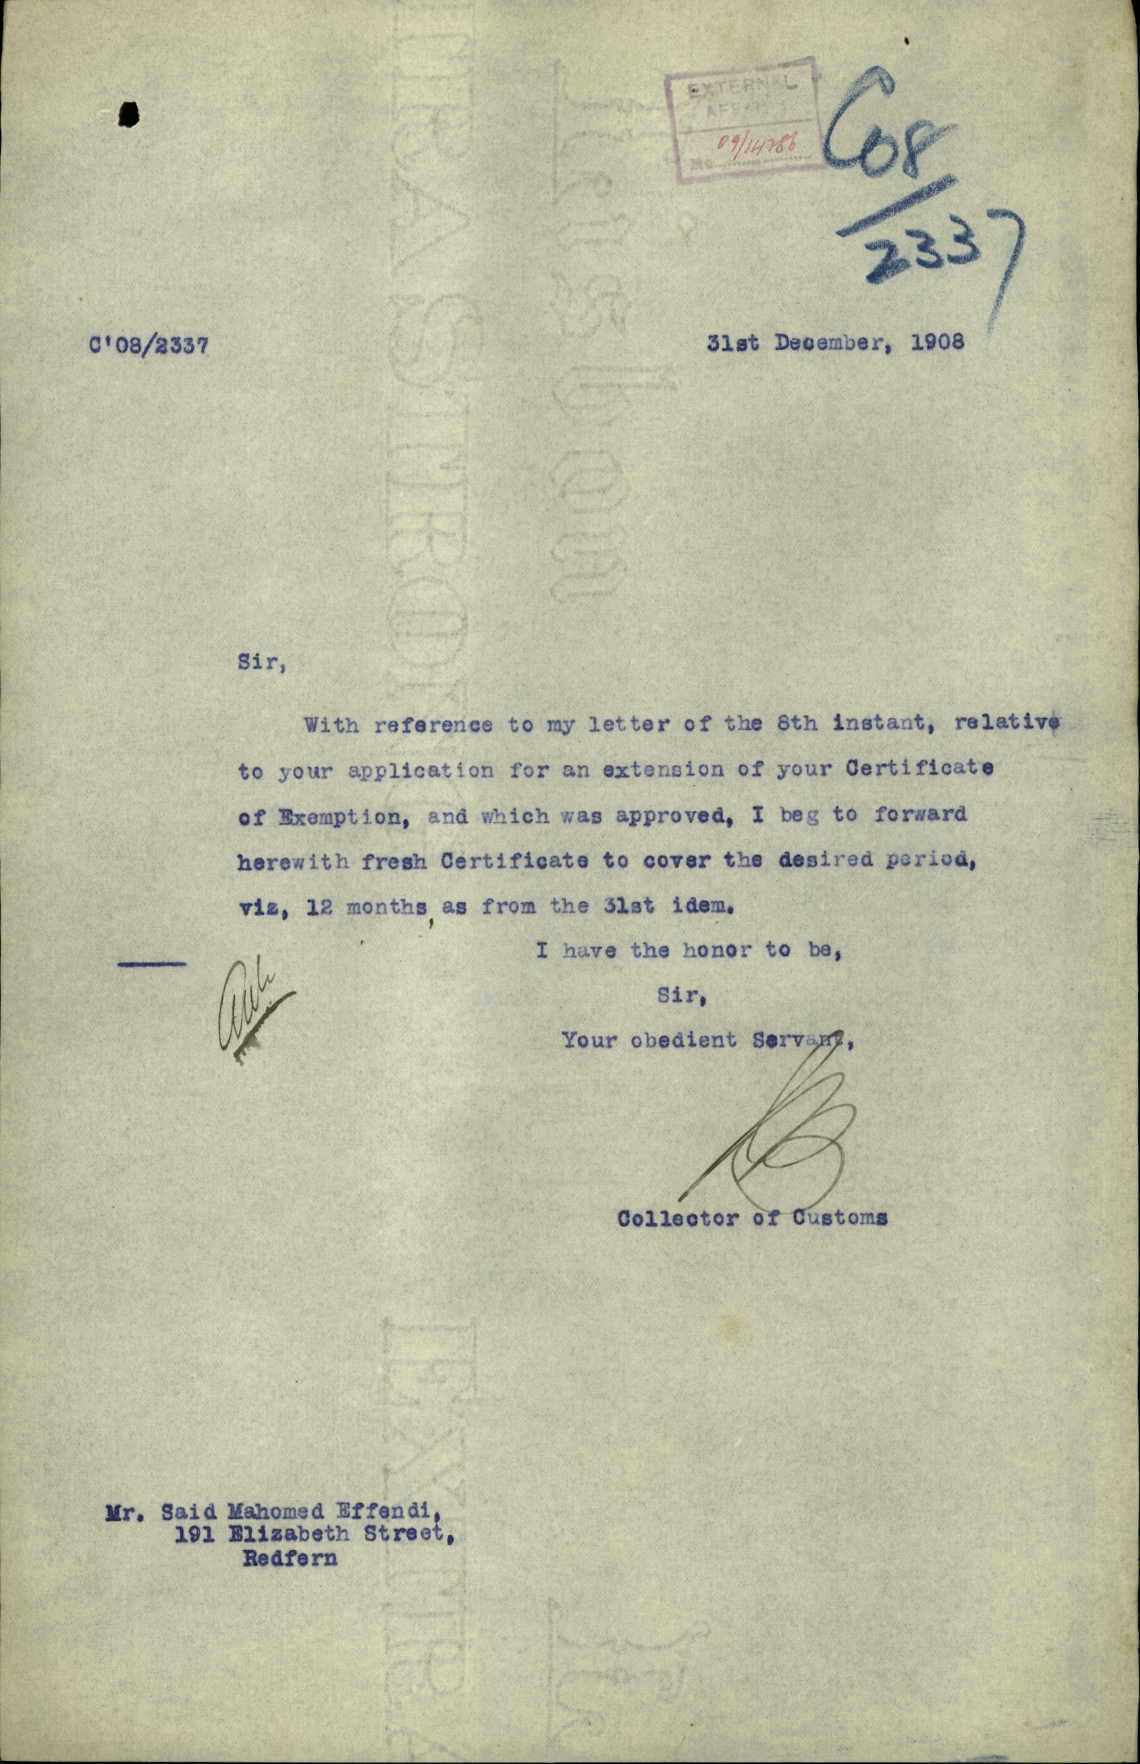 EXTERNAL
AFFAIRS
No 09/14286
C08
/
2337
C'08/2337
31st December, 1908
Sir,
With reference to my letter of the 8th instant, relative
to your application for an extension of your Certificate
of Exemption, and which was approved, I beg to forward
herewith fresh Certificate to cover the desired period,
viz, 12 months, as from the 31st idem.
I have the honor to be,
Sir,
Your obedient Servant,
Collector of Customs
Mr. Said Mahomed Effendi,
191 Elizabeth Street,
Redfern